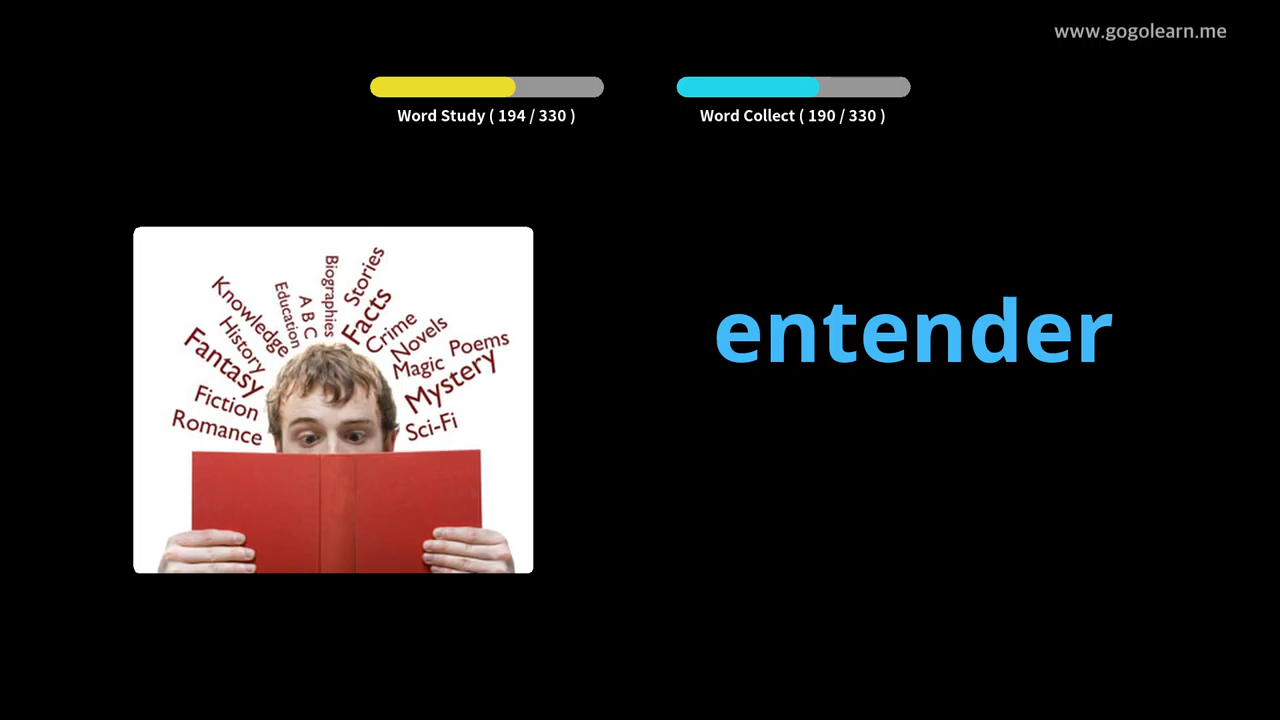 www.gogolearn.me
Word Study ( 194 / 330 )
Word Collect ( 190 / 330 )
Biographies
Stories
Education
A B C
Facts
Knowledge
Crime
History
Novels
Fantasy
Magic
Poems
Mystery
Fiction
Romance
Sci-Fi
entender